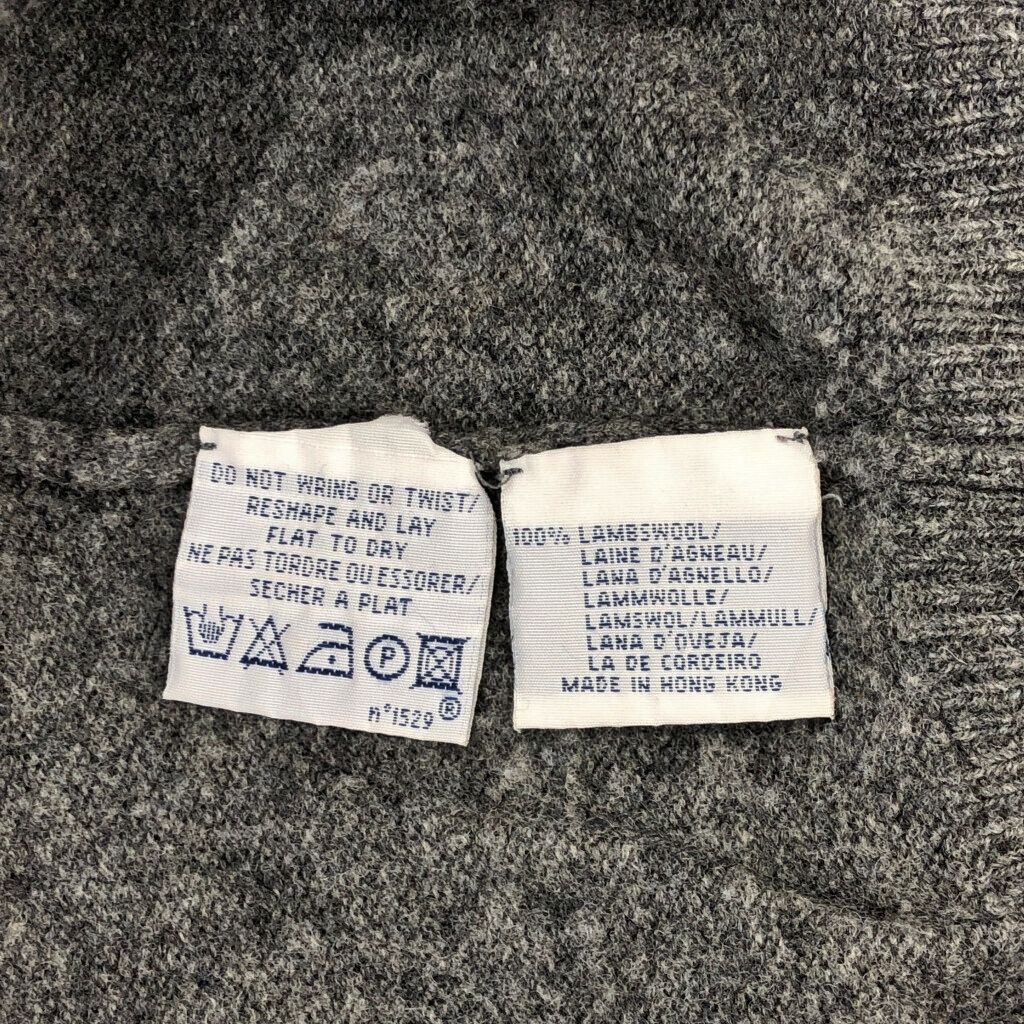 DO NOT WRING OR TWIST/
RESHAPE AND LAY
FLAT TO DRY
NE PAS TORDRE OU ESSORER/
SECHER A PLAT
P
n°1529 ®
100% LAMBSWOOL/
LAINE D'AGNEAU/
LANA D'AGNELLO/
LAMMWOLLE/
LAMSWOL/LAMMULL/
LANA D'OVEJA/
LA DE CORDEIRO
MADE IN HONG KONG